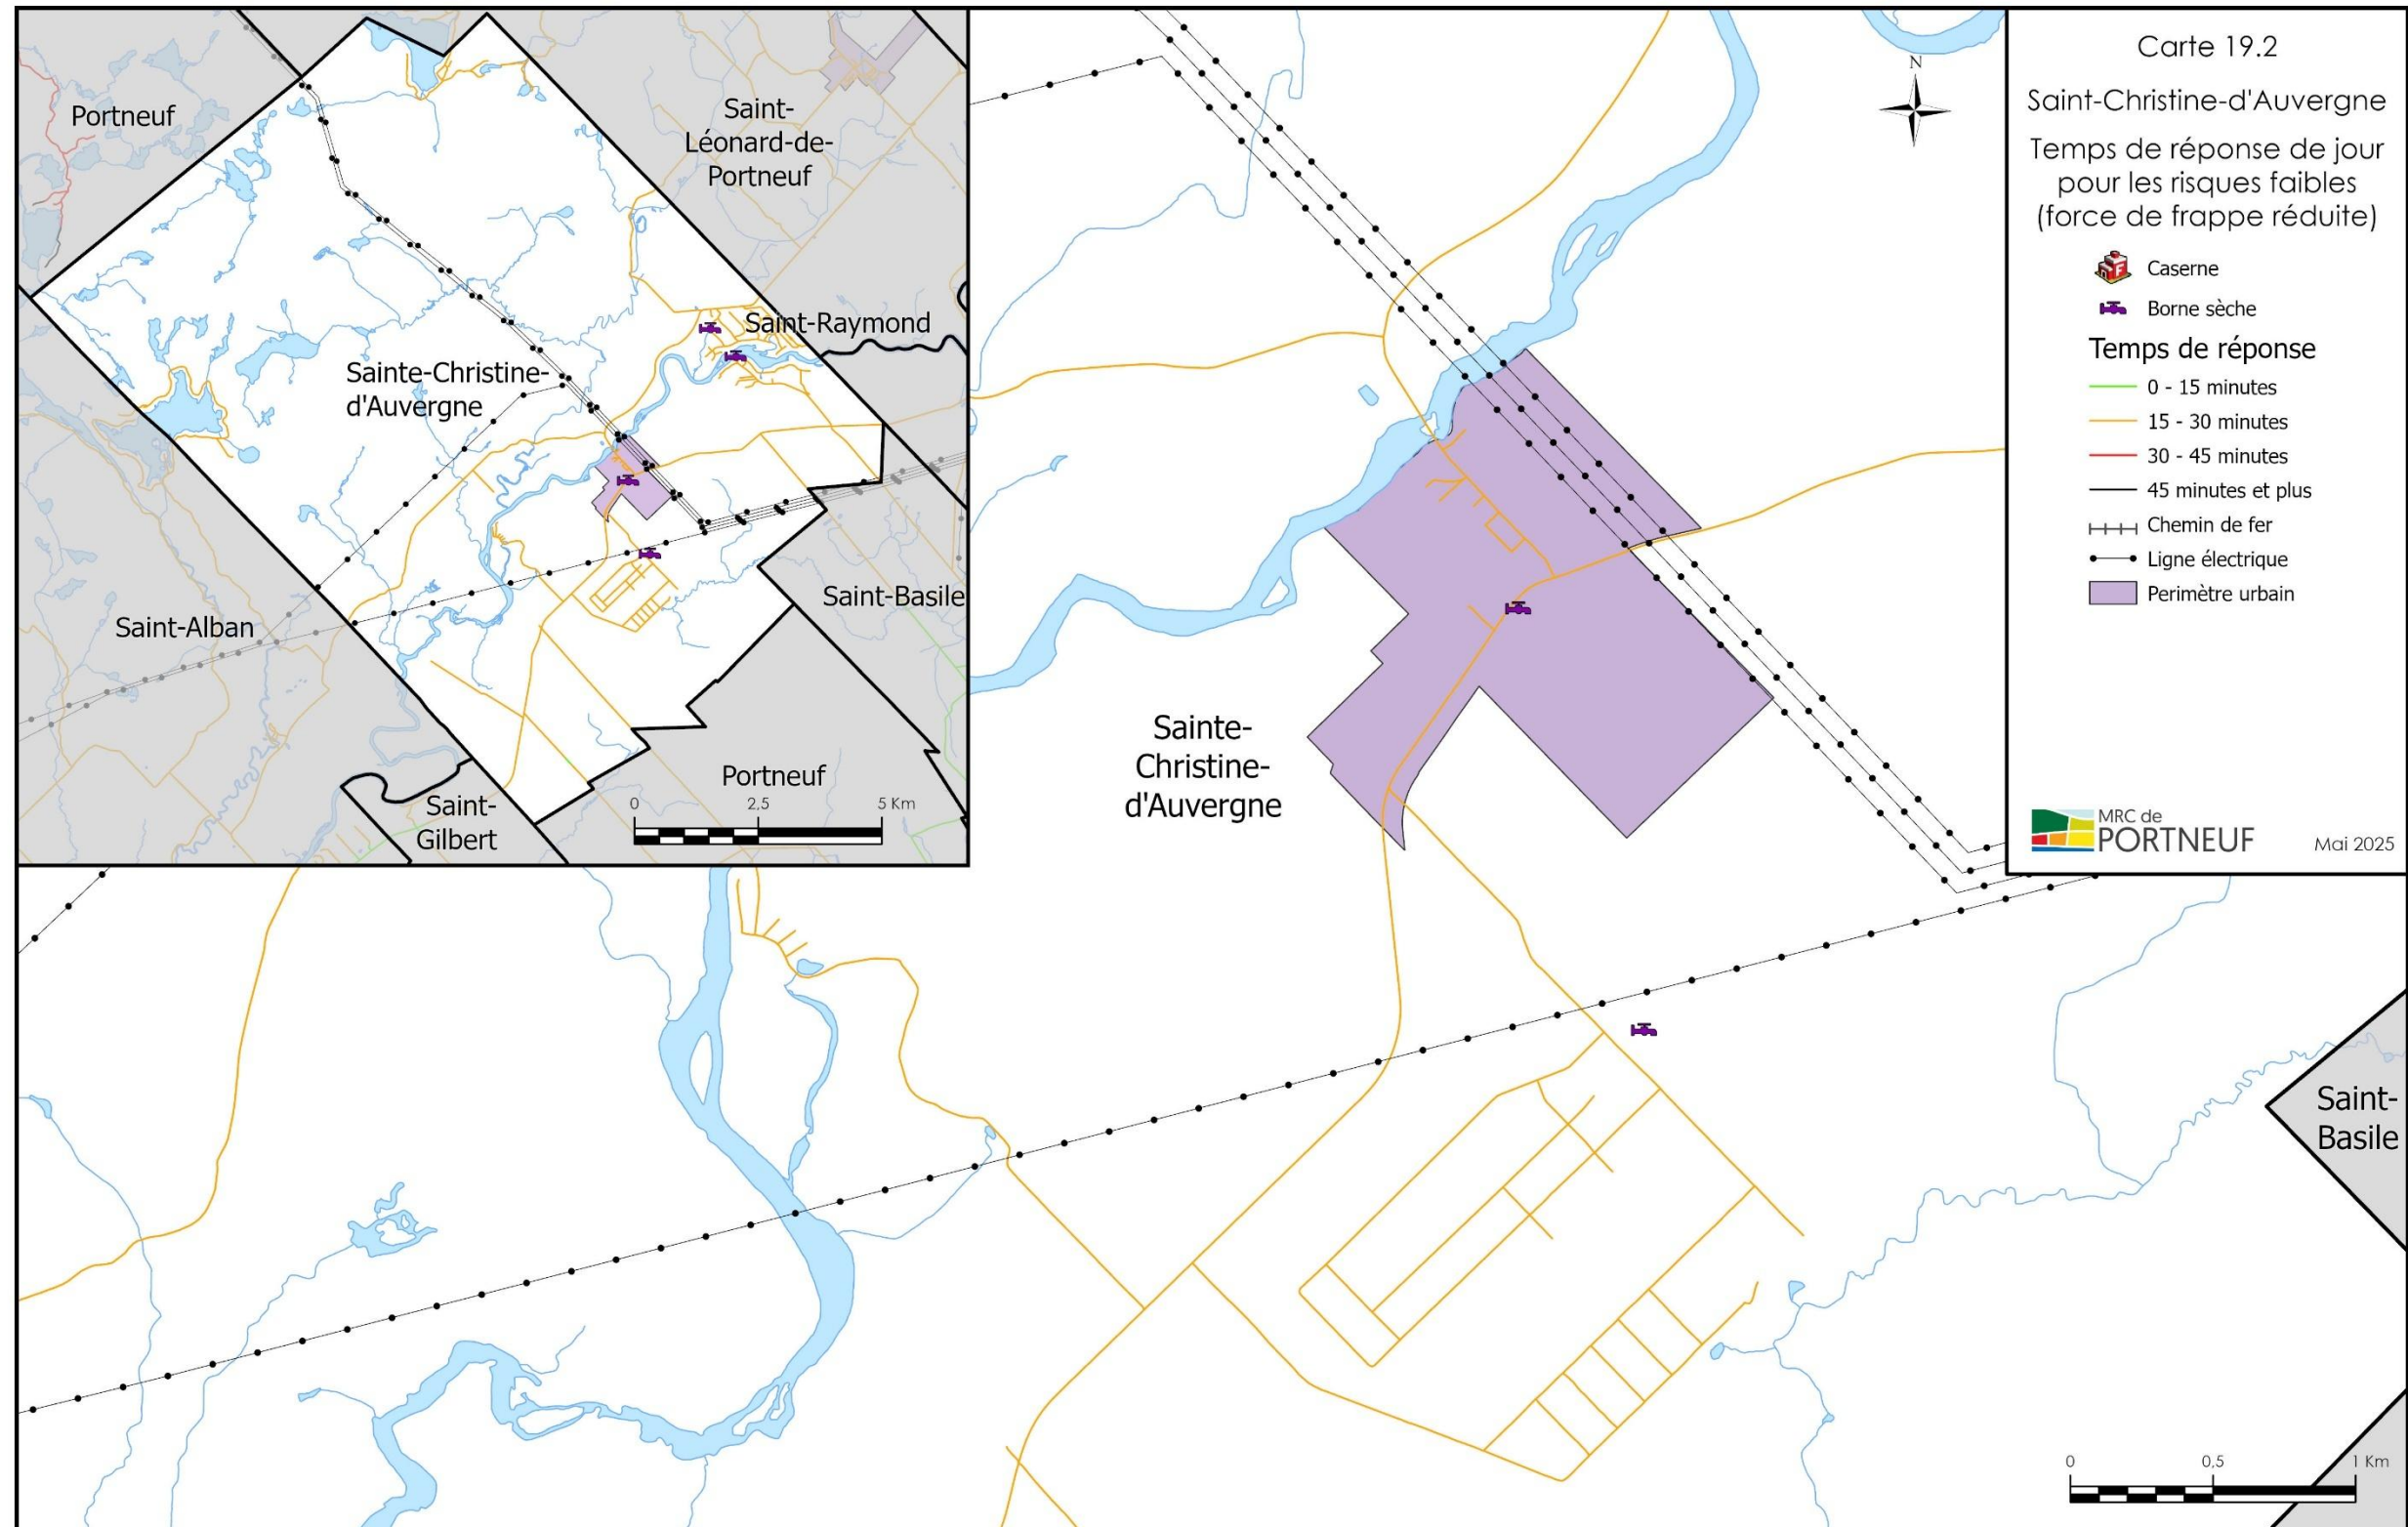 Carte 19.2
Saint-Christine-d'Auvergne
Temps de réponse de jour
pour les risques faibles
(force de frappe réduite)
Caserne
Borne sèche
Temps de réponse
0 - 15 minutes
15 - 30 minutes
30 - 45 minutes
45 minutes et plus
Chemin de fer
Ligne électrique
Perimètre urbain
MRC de
PORTNEUF
Mai 2025
N
Portneuf
Saint-
Léonard-de-
Portneuf
Saint-Raymond
Sainte-Christine-
d'Auvergne
Saint-Basile
Saint-Alban
Portneuf
Saint-
Gilbert
0 2,5 5 Km
Sainte-
Christine-
d'Auvergne
Saint-
Basile
0 0,5 1 Km